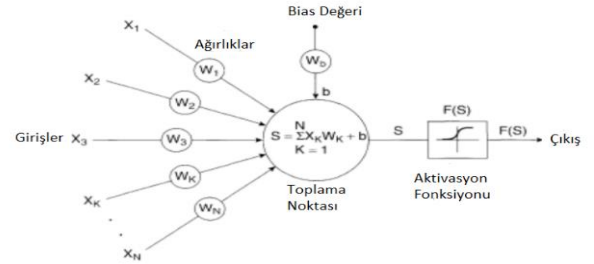 Bias Değeri
X1
Ağırlıklar
W1
Wb
b
X2
W2
Girişler X3
W3
N
S = ΣXKWK + b
K = 1
S
F(S)
F(S)
Çıkış
WK
XK
Toplama
Noktası
Aktivasyon
Fonksiyonu
WN
XN